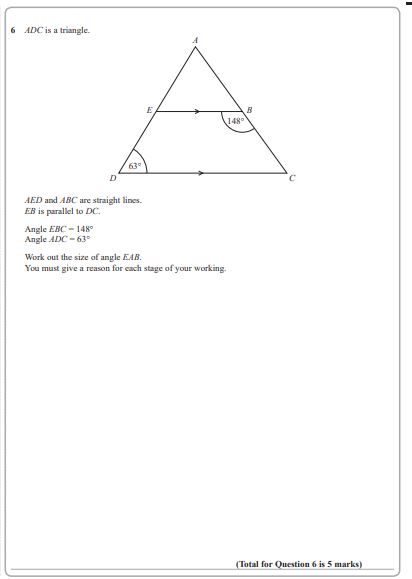 6 ADC is a triangle.
A
E
B
148°
63°
D
C
AED and ABC are straight lines.
EB is parallel to DC.
Angle EBC = 148°
Angle ADC = 63°
Work out the size of angle EAB.
You must give a reason for each stage of your working.
(Total for Question 6 is 5 marks)